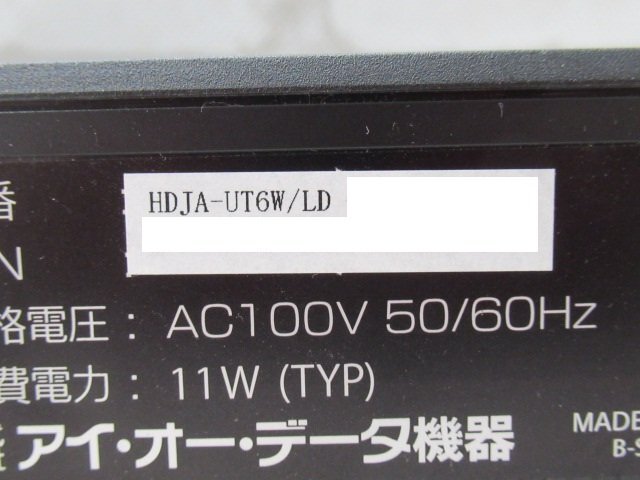 番 HDJA-UT6W/LD
N
格電圧： AC100V 50/60Hz
費電力： 11W (TYP)
社 アイ・オー・データ機器
MADE
B-S